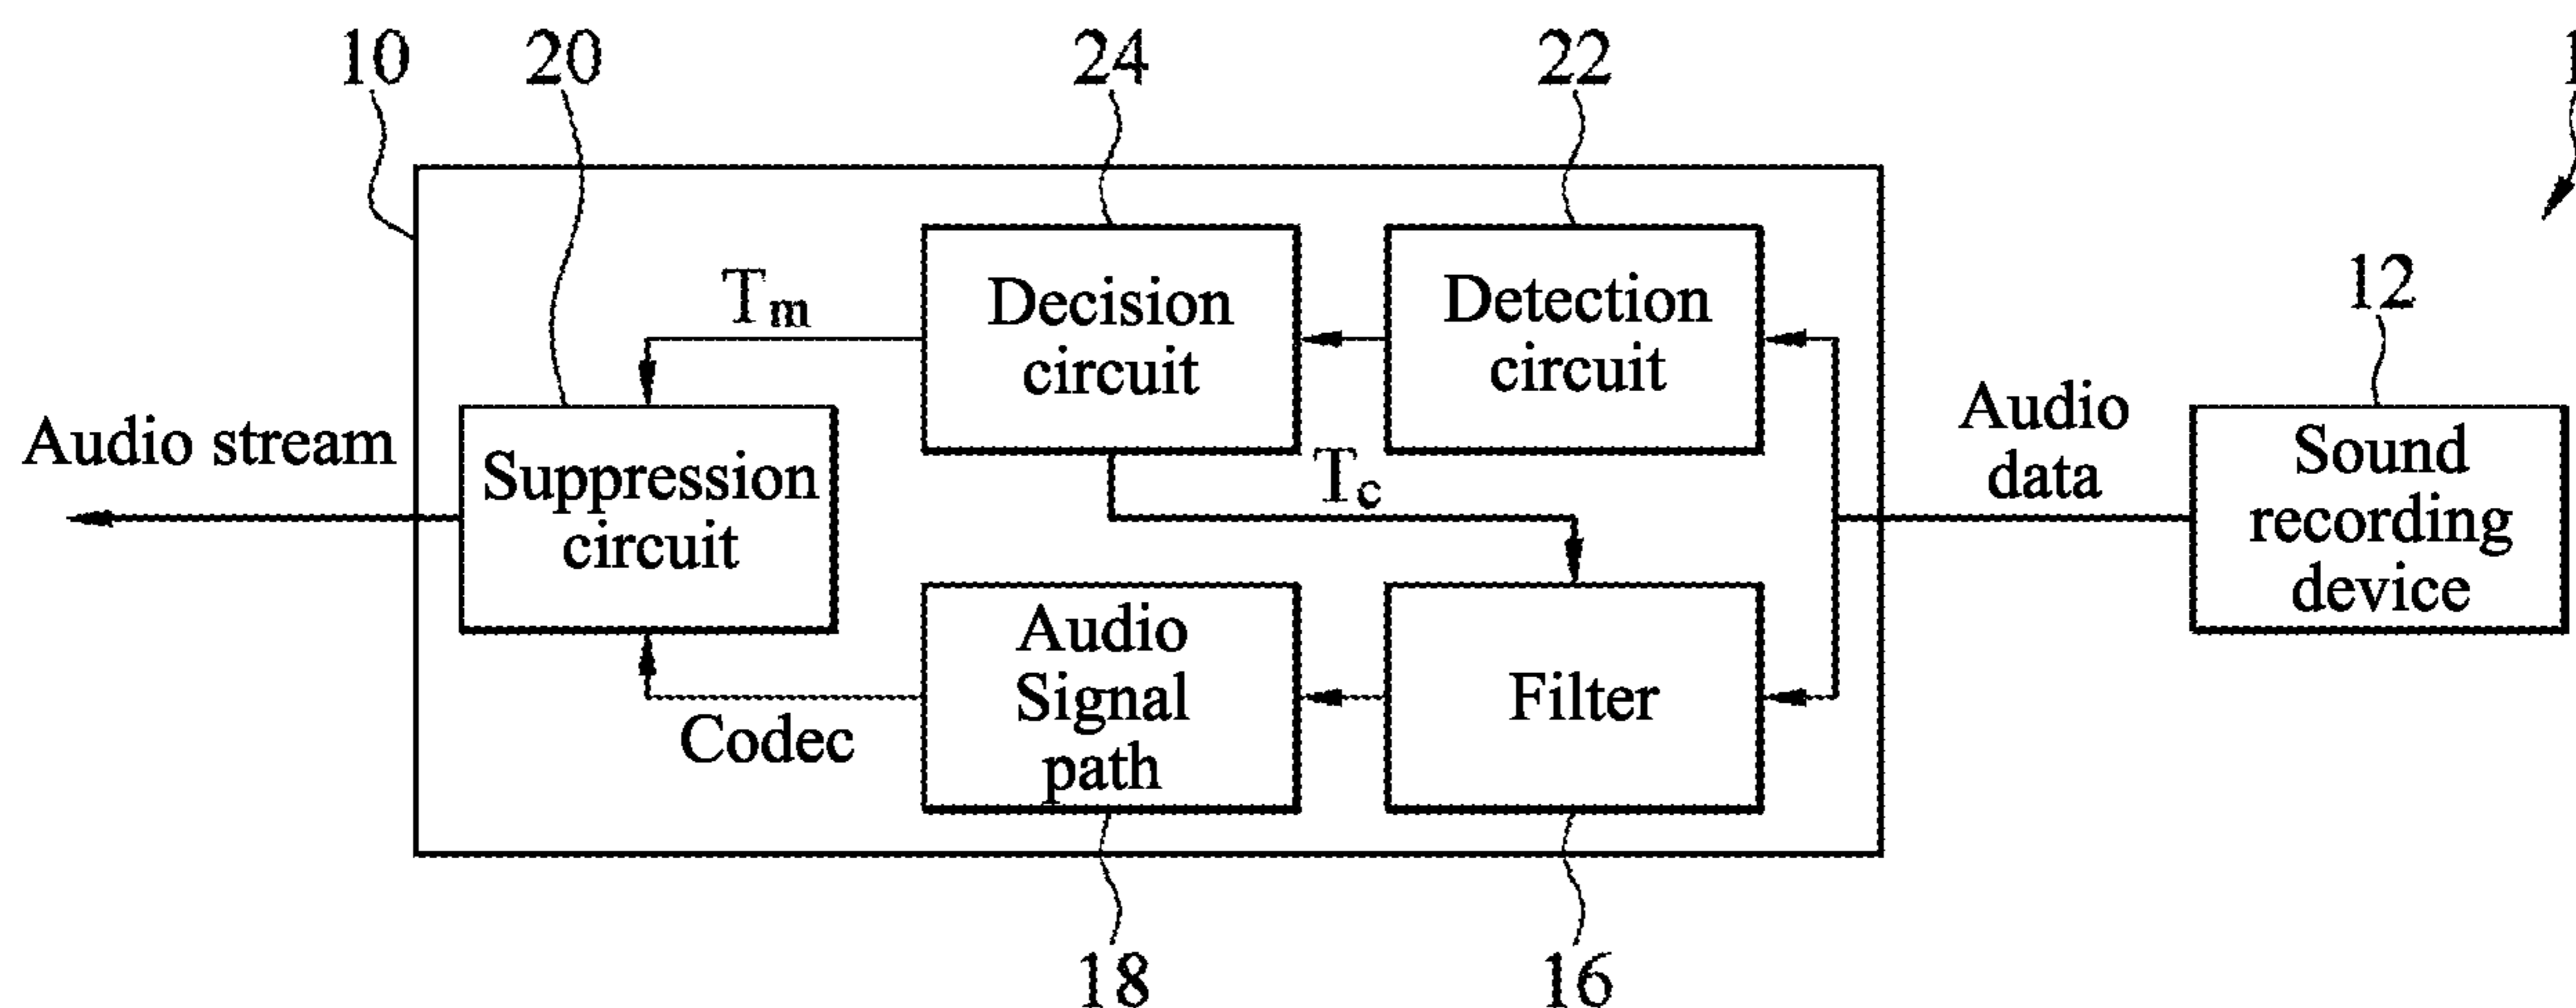 10
20
24
22
1
Decision
circuit
Detection
circuit
12
Tm
Audio stream
Suppression
circuit
Tc
Audio
data
Sound
recording
device
Audio
Signal
path
Filter
Codec
18
16